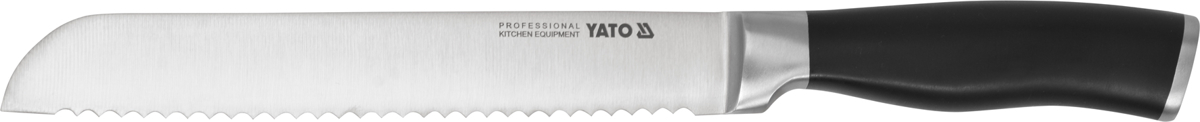 PROFESSIONAL
KITCHEN EQUIPMENT
YATO